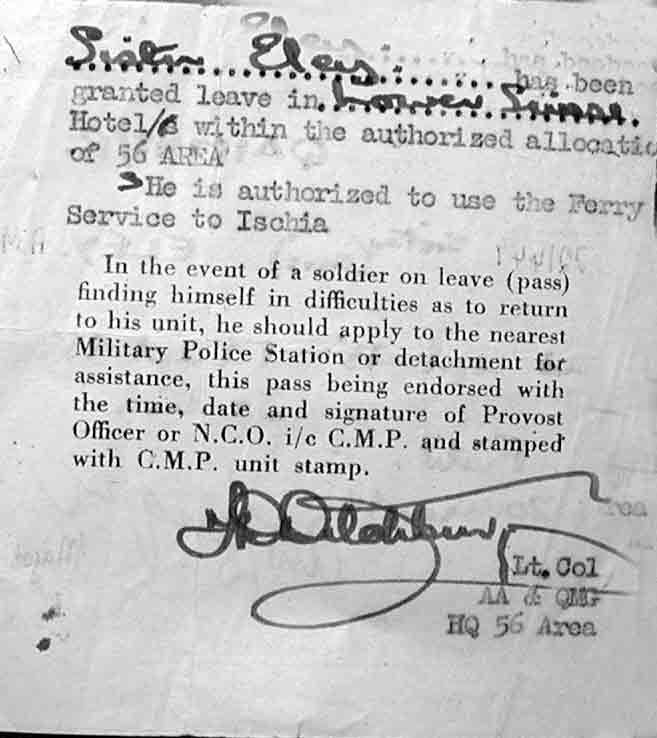 Sister Eley has been
granted leave in
Hotel/s within the authorized allocatio
of 56 AREA
SHe is authorized to use the Ferry
Service to Ischia
In the event of a soldier on leave (pass)
finding himself in difficulties as to return
to his unit, he should apply to the nearest
Military Police Station or detachment for
assistance, this pass being endorsed with
the time, date and signature of Provost
Officer or N.C.O. i/c C.M.P. and stamped
with C.M.P. unit stamp.
Lt. Col
AA & QMG
HQ 56 Area